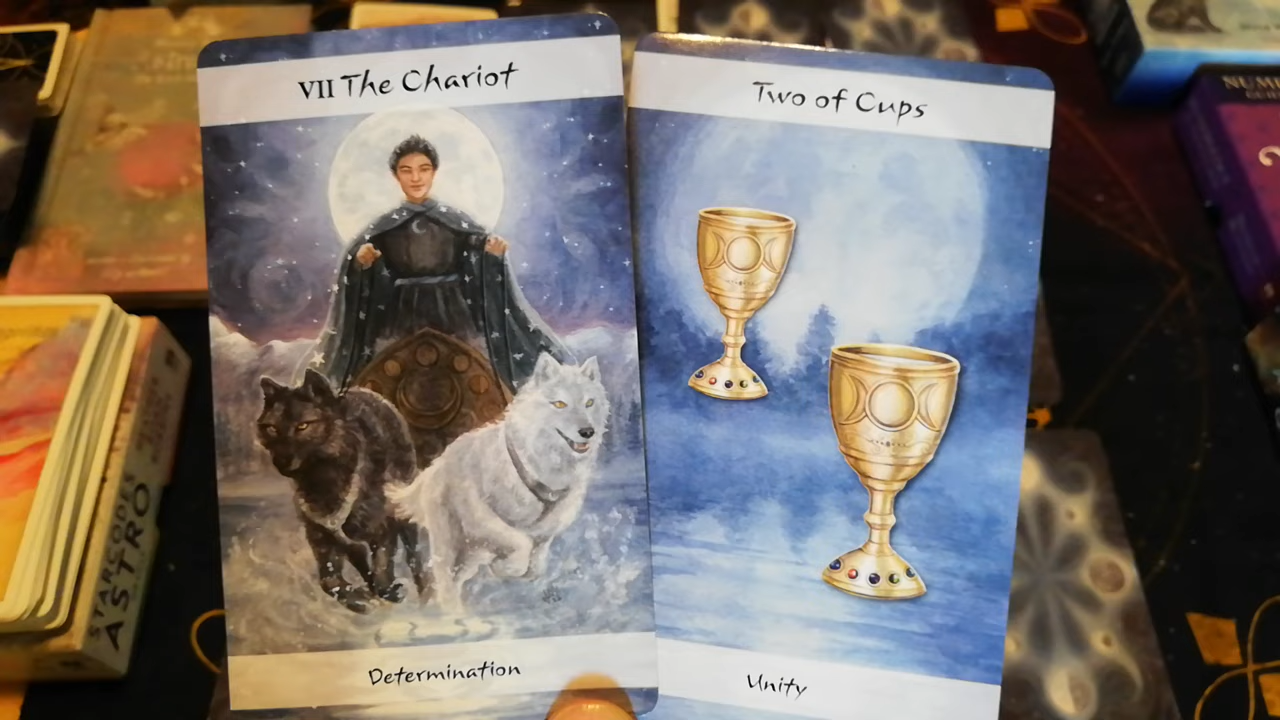 VII The Chariot
Two of Cups
Determination
Unity
STARCODES
ASTRO